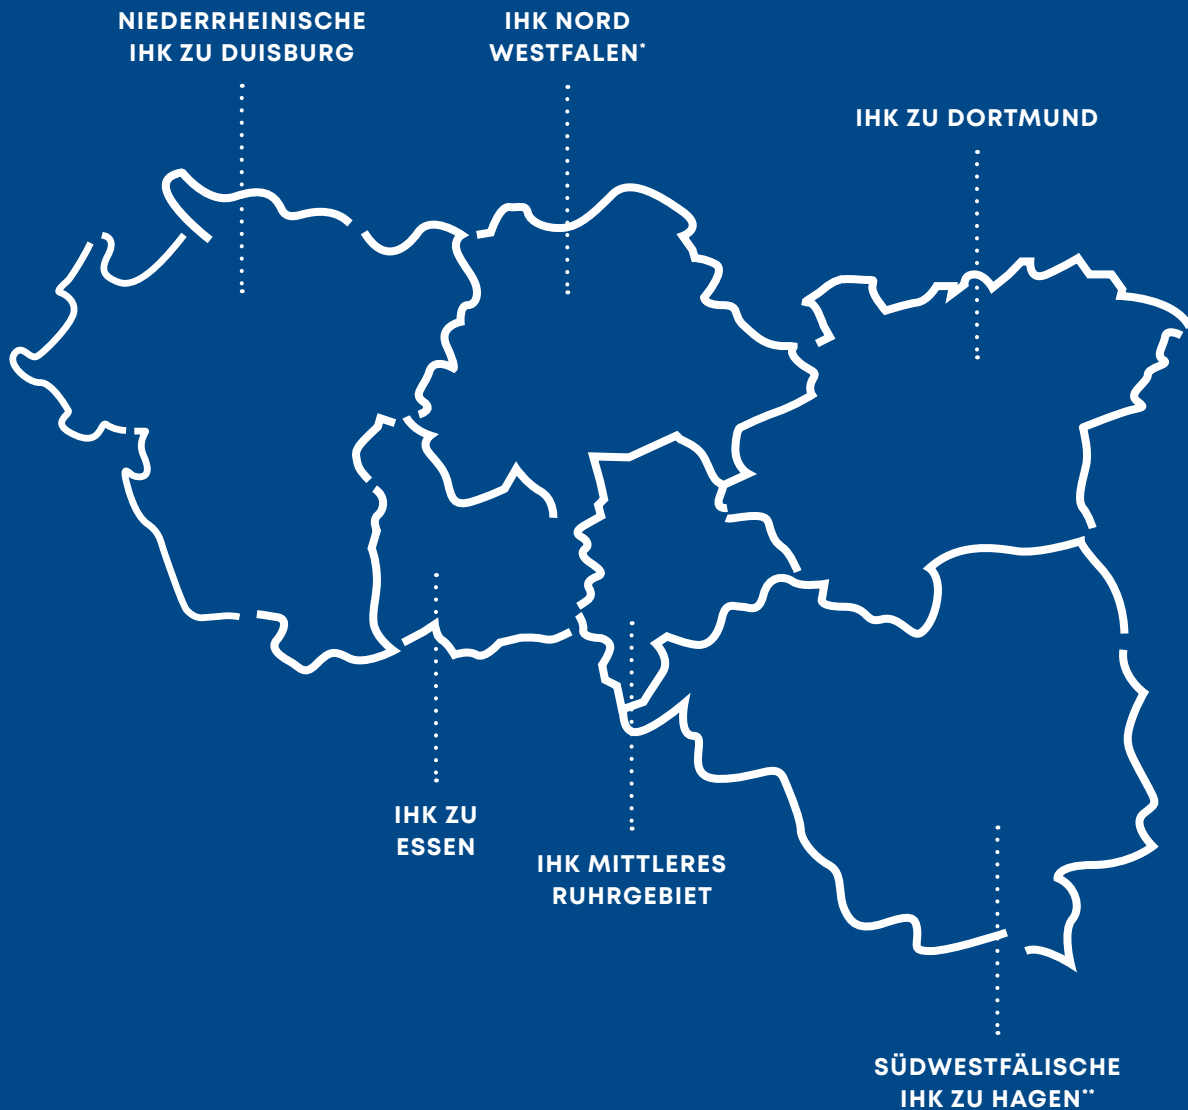 NIEDERRHEINISCHE
IHK ZU DUISBURG
IHK NORD
WESTFALEN*
IHK ZU DORTMUND
IHK ZU
ESSEN
IHK MITTLERES
RUHRGEBIET
SÜDWESTFÄLISCHE
IHK ZU HAGEN**